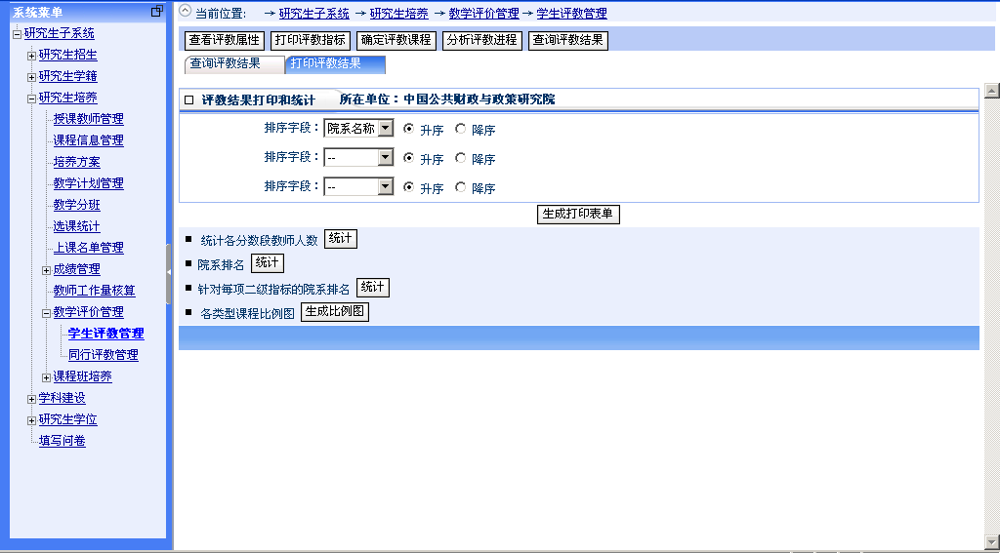 系统菜单
研究生子系统
研究生招生
研究生学籍
研究生培养
授课教师管理
课程信息管理
培养方案
教学计划管理
教学分班
选课统计
上课名单管理
成绩管理
教师工作量核算
教学评价管理
学生评教管理
同行评教管理
课程班培养
学科建设
研究生学位
填写问卷
当前位置: →研究生子系统 →研究生培养 →教学评价管理→学生评教管理
查看评教属性 打印评教指标 确定评教课程 分析评教进程 查询评教结果
查询评教结果 打印评教结果
评教结果打印和统计 所在单位：中国公共财政与政策研究院
排序字段： 院系名称 升序 降序
排序字段： -- 升序 降序
排序字段： -- 升序 降序
生成打印表单
统计各分数段教师人数 统计
院系排名 统计
针对每项二级指标的院系排名 统计
各类型课程比例图 生成比例图